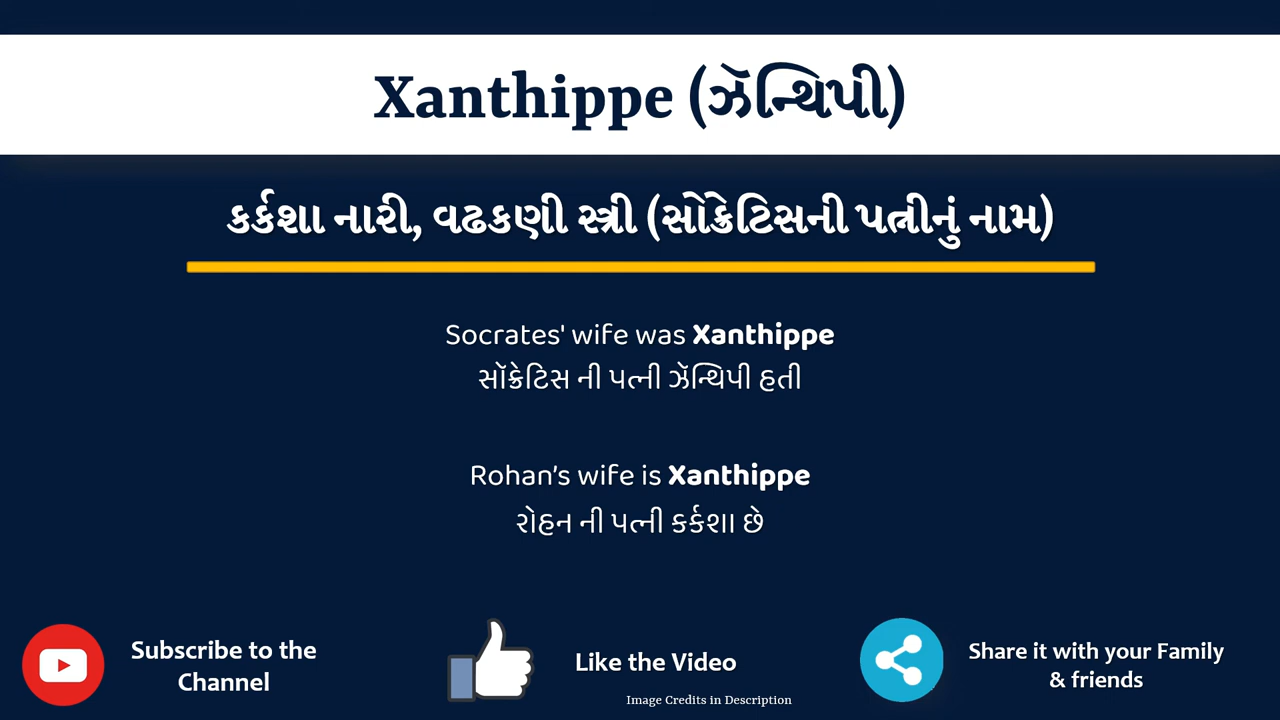 Xanthippe (ઝૅન્થિપી)
કર્કશા નારી, વઢકણી સ્ત્રી (સોક્રેટિસની પત્નીનું નામ)
Socrates' wife was Xanthippe
સૉક્રેટિસ ની પત્ની ઝૅન્થિપી હતી
Rohan's wife is Xanthippe
રોહન ની પત્ની કર્કશા છે
Subscribe to the
Channel
Like the Video
Image Credits in Description
Share it with your Family
& friends